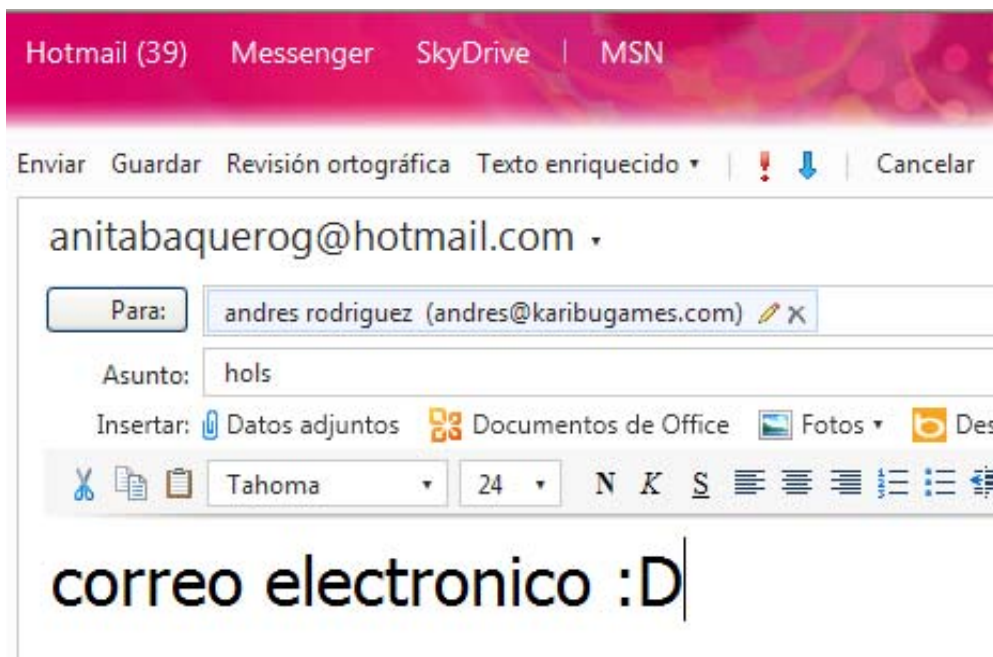 Hotmail (39) Messenger SkyDrive | MSN
Enviar Guardar Revisión ortográfica Texto enriquecido | | Cancelar
anitabaquerog@hotmail.com
Para: andres rodriguez (andres@karibugames.com)
Asunto: hols
Insertar: Datos adjuntos Documentos de Office Fotos Des
Tahoma 24 N K S
correo electronico :D